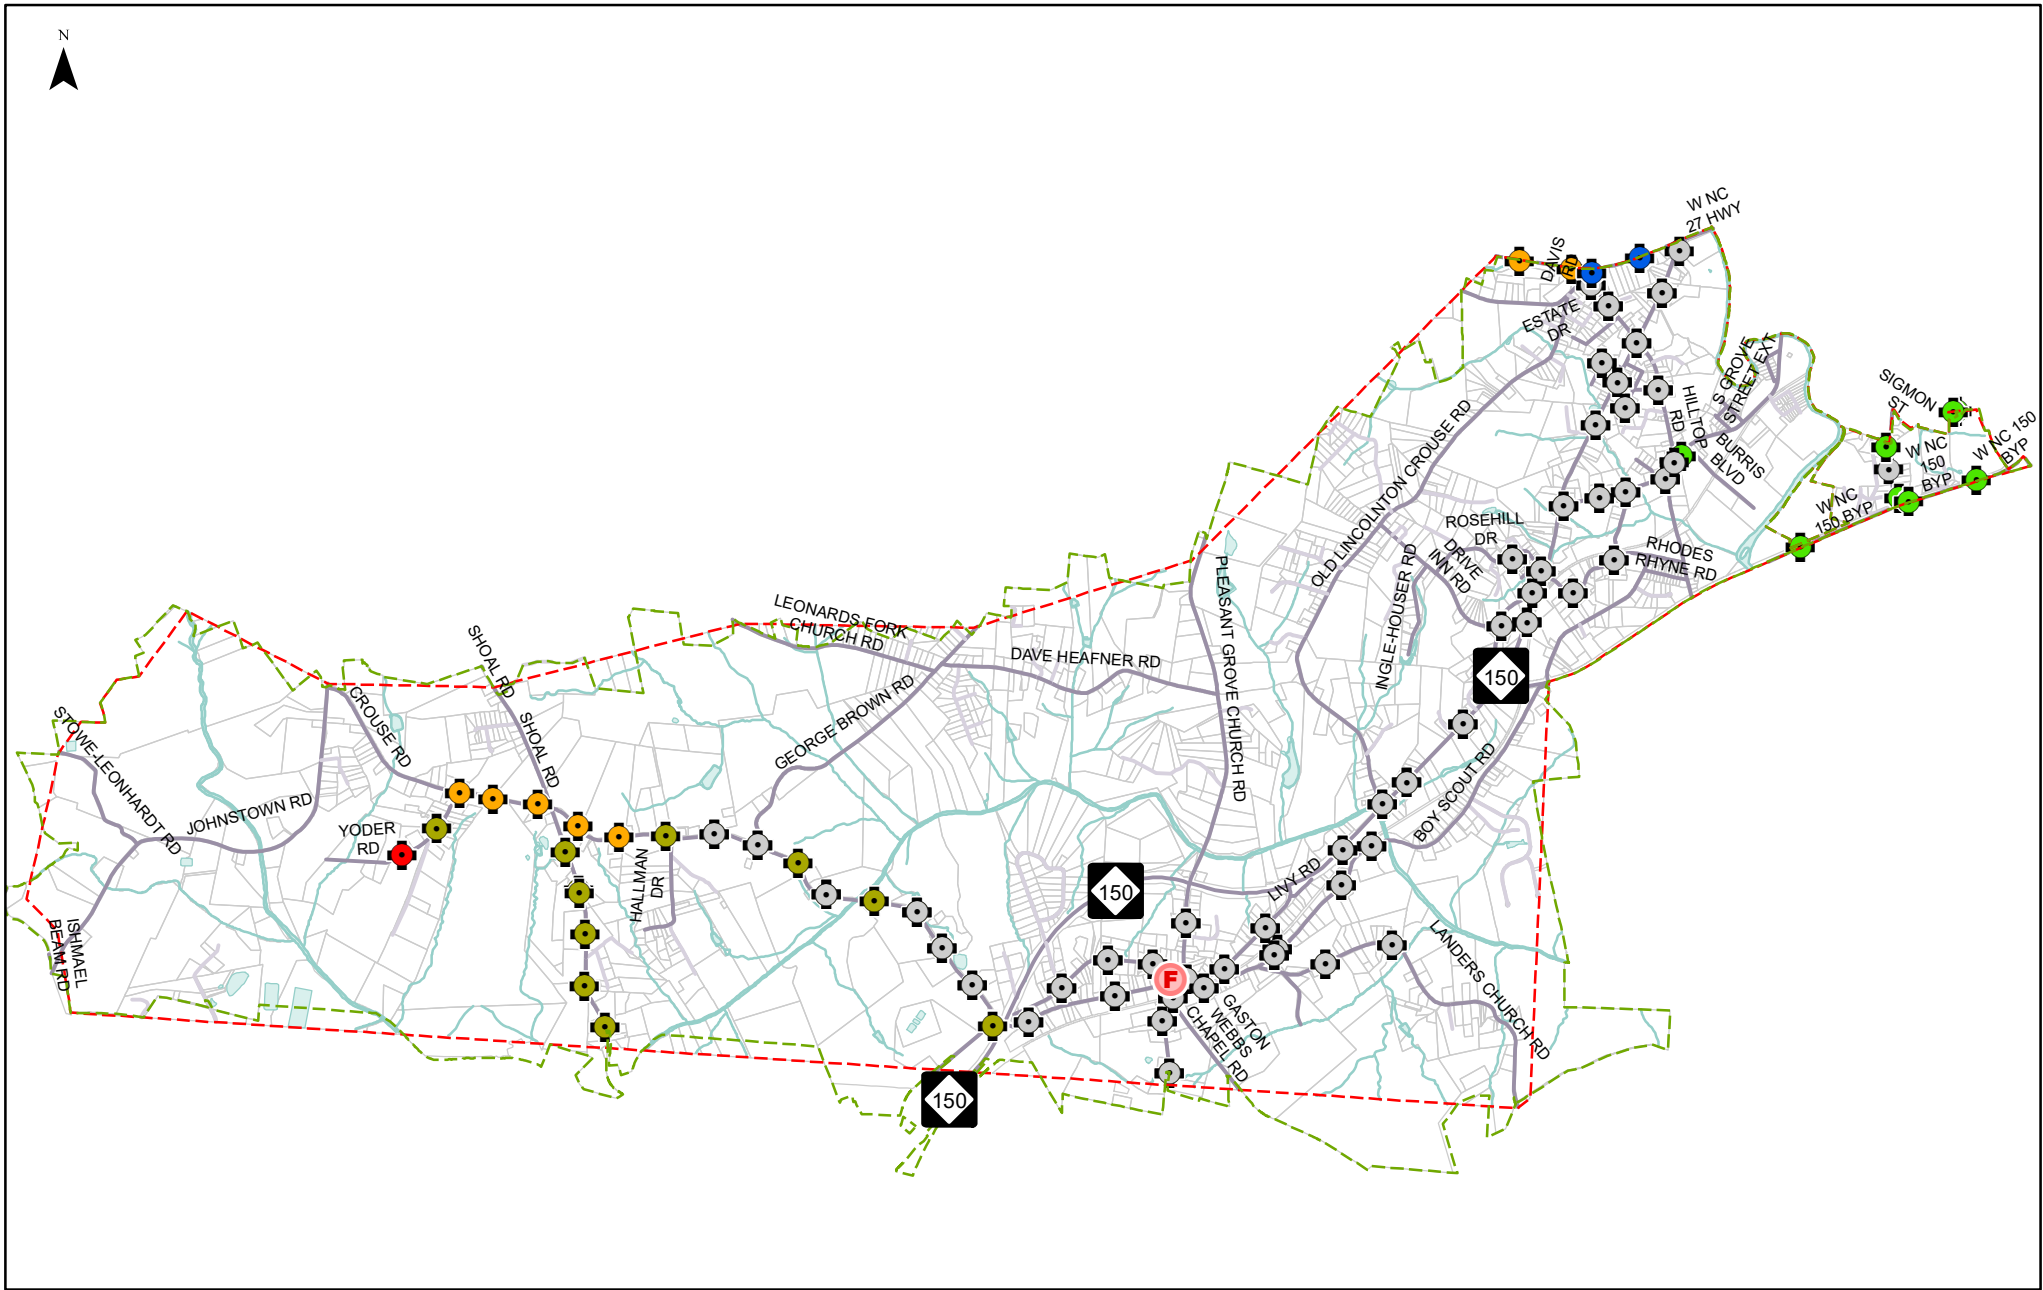 N
W NC
27 HWY
DAVIS
RD
ESTATE
DR
S GROVE
STREET EXT
SIGMON
ST
HILLTOP
RD
BURRIS
BLVD
W NC
150
BYP
W NC 150
BYP
W NC
150 BYP
OLD LINCOLNTON CROUSE RD
ROSEHILL
DR
DRIVE
INN RD
RHODES
RHYNE RD
INGLE-HOUSER RD
PLEASANT GROVE CHURCH RD
LEONARDS FORK
CHURCH RD
DAVE HEAFNER RD
GEORGE BROWN RD
SHOAL RD
SHOAL RD
CROUSE RD
STOWE-LEONHARDT RD
JOHNSTOWN RD
YODER
RD
HALLMAN
DR
ISHMAEL
BEAM RD
150
BOY SCOUT RD
LIVY RD
150
LANDERS CHURCH RD
F
GASTON
WEBBS
CHAPEL RD
150